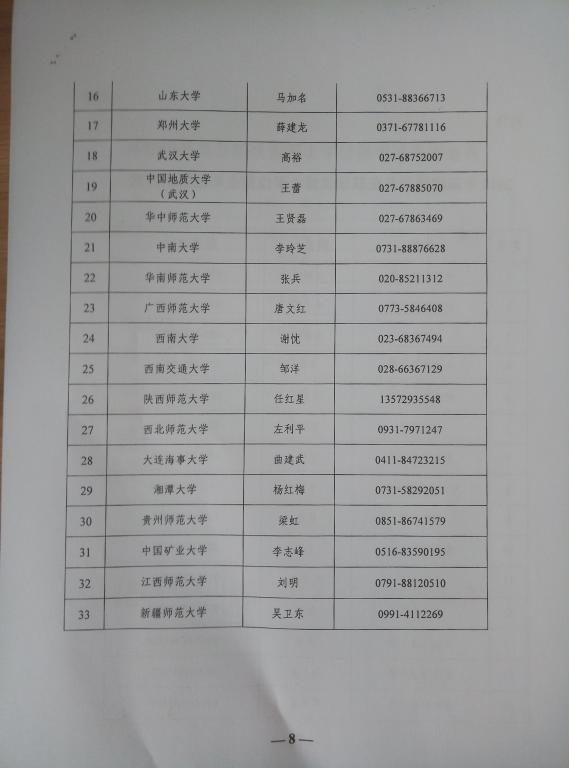 16 山东大学 马加名 0531-88366713
17 郑州大学 薛建龙 0371-67781116
18 武汉大学 高裕 027-68752007
19 中国地质大学 王蕾 027-67885070
（武汉）
20 华中师范大学 王贤磊 027-67863469
21 中南大学 李玲芝 0731-88876628
22 华南师范大学 张兵 020-85211312
23 广西师范大学 唐文红 0773-5846408
24 西南大学 谢忱 023-68367494
25 西南交通大学 邹洋 028-66367129
26 陕西师范大学 任红星 13572935548
27 西北师范大学 左利平 0931-7971247
28 大连海事大学 曲建武 0411-84723215
29 湘潭大学 杨红梅 0731-58292051
30 贵州师范大学 梁虹 0851-86741579
31 中国矿业大学 李志峰 0516-83590195
32 江西师范大学 刘明 0791-88120510
33 新疆师范大学 吴卫东 0991-4112269
—8—